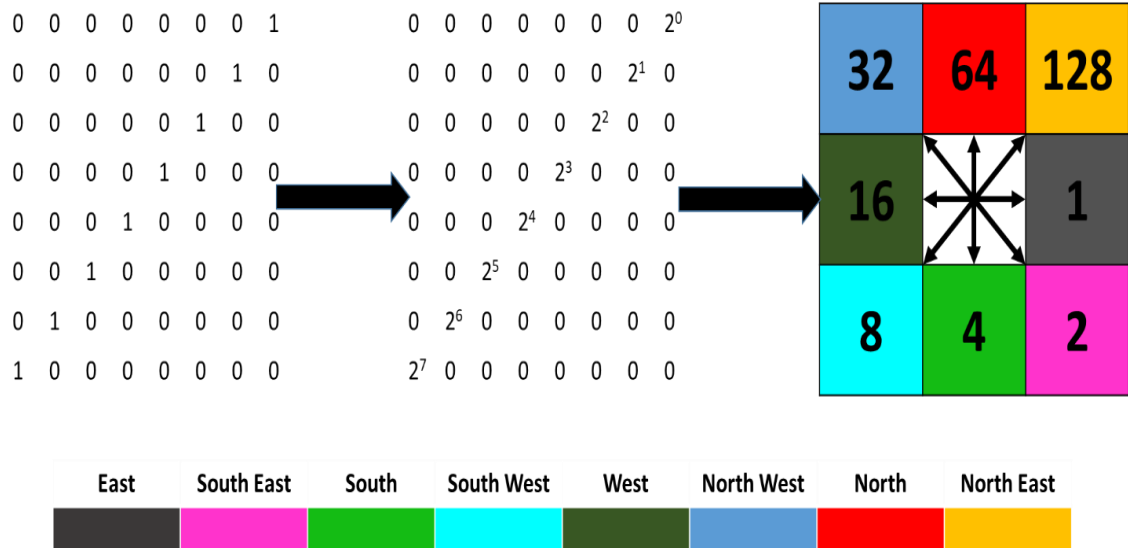 0 0 0 0 0 0 0 1
0 0 0 0 0 0 1 0
0 0 0 0 0 1 0 0
0 0 0 0 1 0 0 0
0 0 0 1 0 0 0 0
0 0 1 0 0 0 0 0
0 1 0 0 0 0 0 0
1 0 0 0 0 0 0 0
0 0 0 0 0 0 0 2⁰
0 0 0 0 0 0 2¹ 0
0 0 0 0 0 2² 0 0
0 0 0 0 2³ 0 0 0
0 0 0 2⁴ 0 0 0 0
0 0 2⁵ 0 0 0 0 0
0 2⁶ 0 0 0 0 0 0
2⁷ 0 0 0 0 0 0 0
32 64 128
16 1
8 4 2
East South East South South West West North West North North East